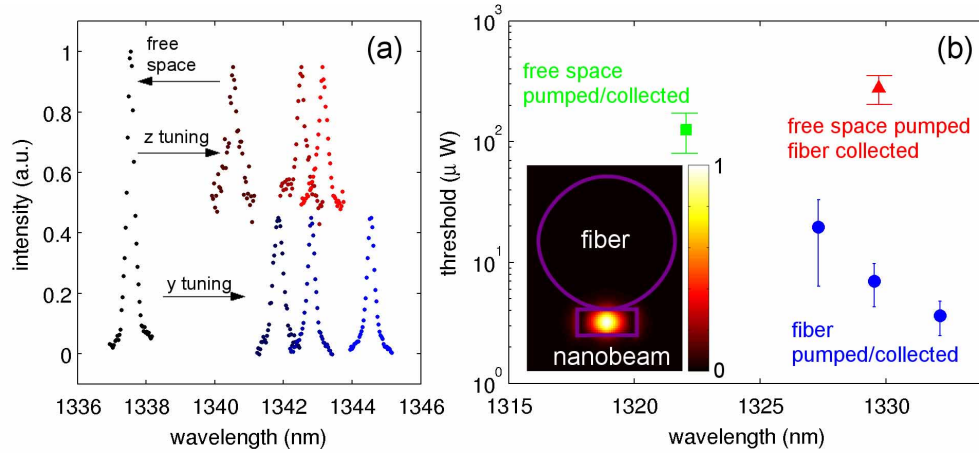 (a)
free
space
z tuning
y tuning
intensity (a.u.)
1
0.8
0.6
0.4
0.2
0
1336 1338 1340 1342 1344 1346
wavelength (nm)
(b)
free space
pumped/collected
free space pumped
fiber collected
fiber
pumped/collected
fiber
nanobeam
1
0
threshold (μ W)
10³
10²
10¹
10⁰
1315 1320 1325 1330
wavelength (nm)